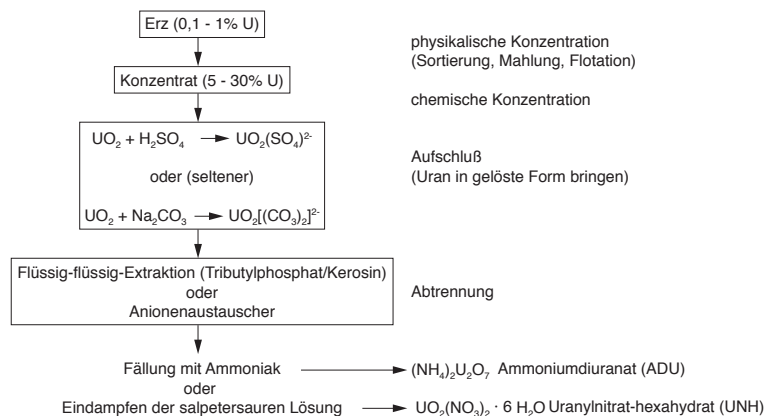 Erz (0,1 - 1% U)
physikalische Konzentration
(Sortierung, Mahlung, Flotation)
Konzentrat (5 - 30% U)
chemische Konzentration
UO₂ + H₂SO₄ → UO₂(SO₄)²⁻
oder (seltener)
UO₂ + Na₂CO₃ → UO₂[(CO₃)₂]²⁻
Aufschluß
(Uran in gelöste Form bringen)
Flüssig-flüssig-Extraktion (Tributylphosphat/Kerosin)
oder
Anionenaustauscher
Abtrennung
Fällung mit Ammoniak → (NH₄)₂U₂O₇ Ammoniumdiuranat (ADU)
oder
Eindampfen der salpetersauren Lösung → UO₂(NO₃)₂ · 6 H₂O Uranylnitrat-hexahydrat (UNH)